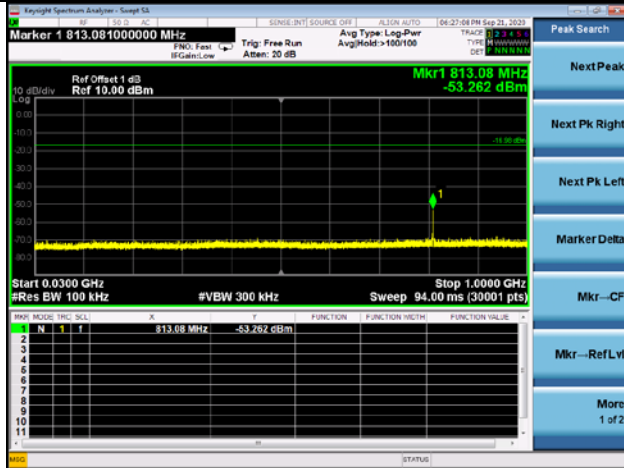 Keysight Spectrum Analyzer - Swept SA
RF 50 Ω AC SENSE:INT SOURCE OFF ALIGN AUTO 06:27:08 PM Sep 21, 2023
Marker 1 813.081000000 MHz
PNO: Fast
IFGain:Low
Trig: Free Run
Atten: 20 dB
Avg Type: Log-Pwr
Avg|Hold:>100/100
TRACE 1 2 3 4 5 6
TYPE M WWWWW
DET P NNNNN
Peak Search
Next Peak
Next Pk Right
Next Pk Left
Marker Delta
Mkr→CF
Mkr→RefLvl
More
1 of 2
Mkr1 813.08 MHz
-53.262 dBm
Ref Offset 1 dB
10 dB/div Ref 10.00 dBm
Log
0.00
-10.0
-20.0
-30.0
-40.0
-50.0
-60.0
-70.0
-80.0
1
Start 0.0300 GHz Stop 1.0000 GHz
#Res BW 100 kHz #VBW 300 kHz Sweep 94.00 ms (30001 pts)
MKR MODE TRC SCL X Y FUNCTION FUNCTION WIDTH FUNCTION VALUE
1 N 1 f 813.08 MHz -53.262 dBm
2
3
4
5
6
7
8
9
10
11
MSG STATUS